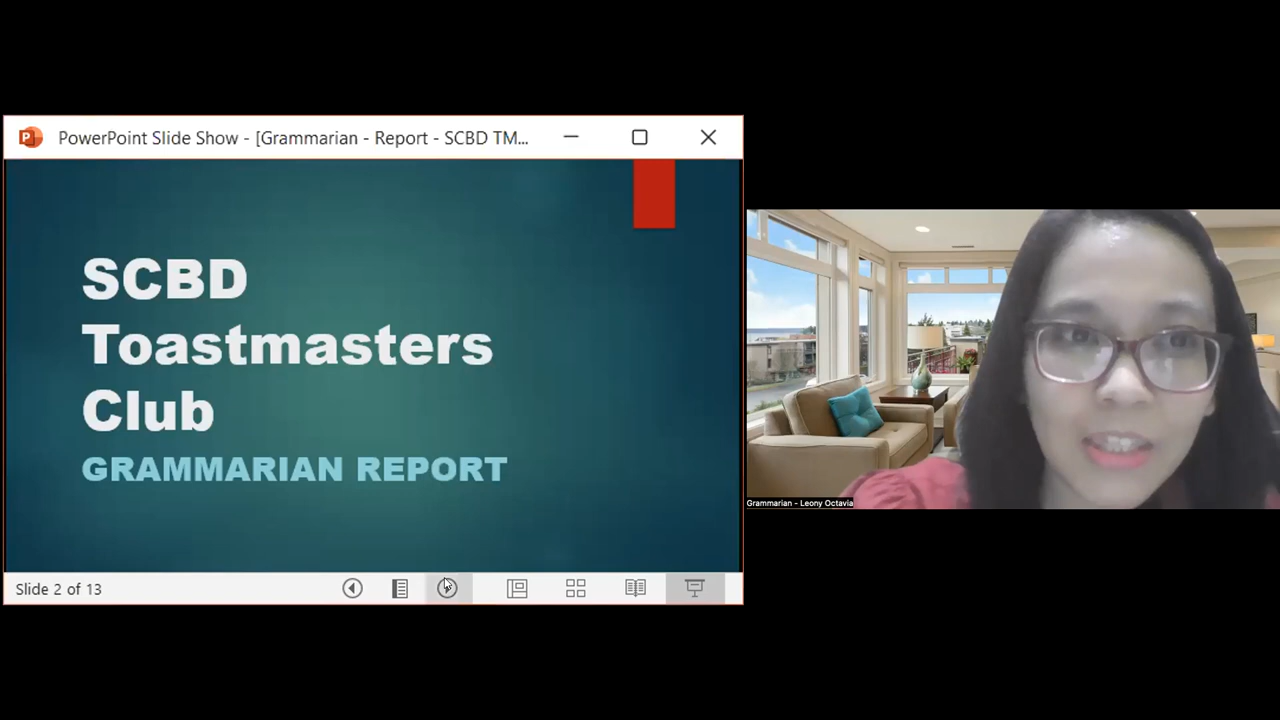 PowerPoint Slide Show - [Grammarian - Report - SCBD TM...
SCBD
Toastmasters
Club
GRAMMARIAN REPORT
Slide 2 of 13
Grammarian - Leony Octavia